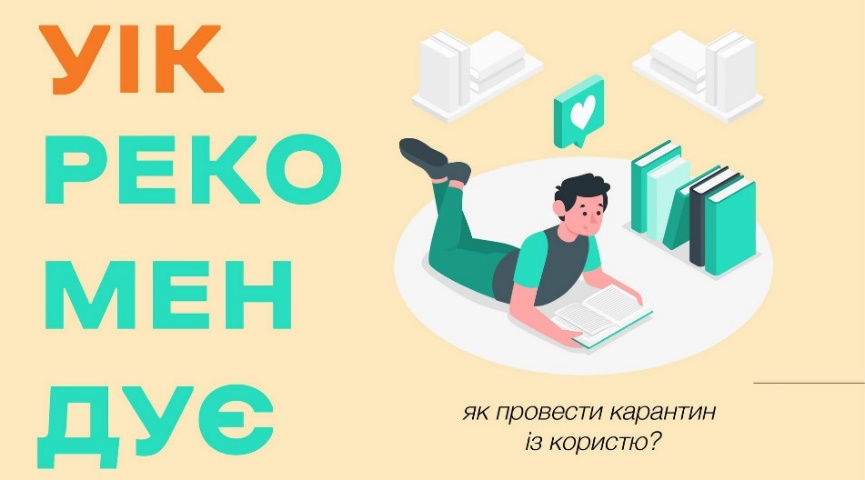 УІК
РЕКО
МЕН
ДУЄ
як провести карантин
із користю?